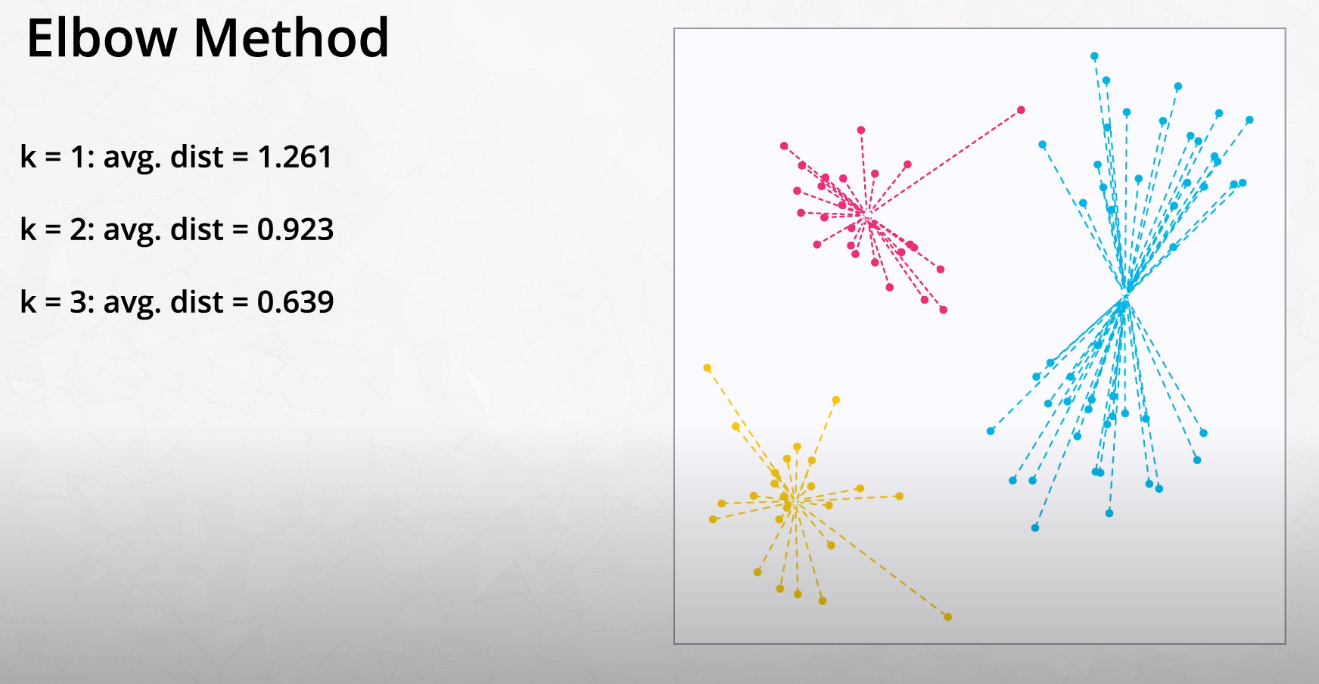 Elbow Method
k = 1: avg. dist = 1.261
k = 2: avg. dist = 0.923
k = 3: avg. dist = 0.639